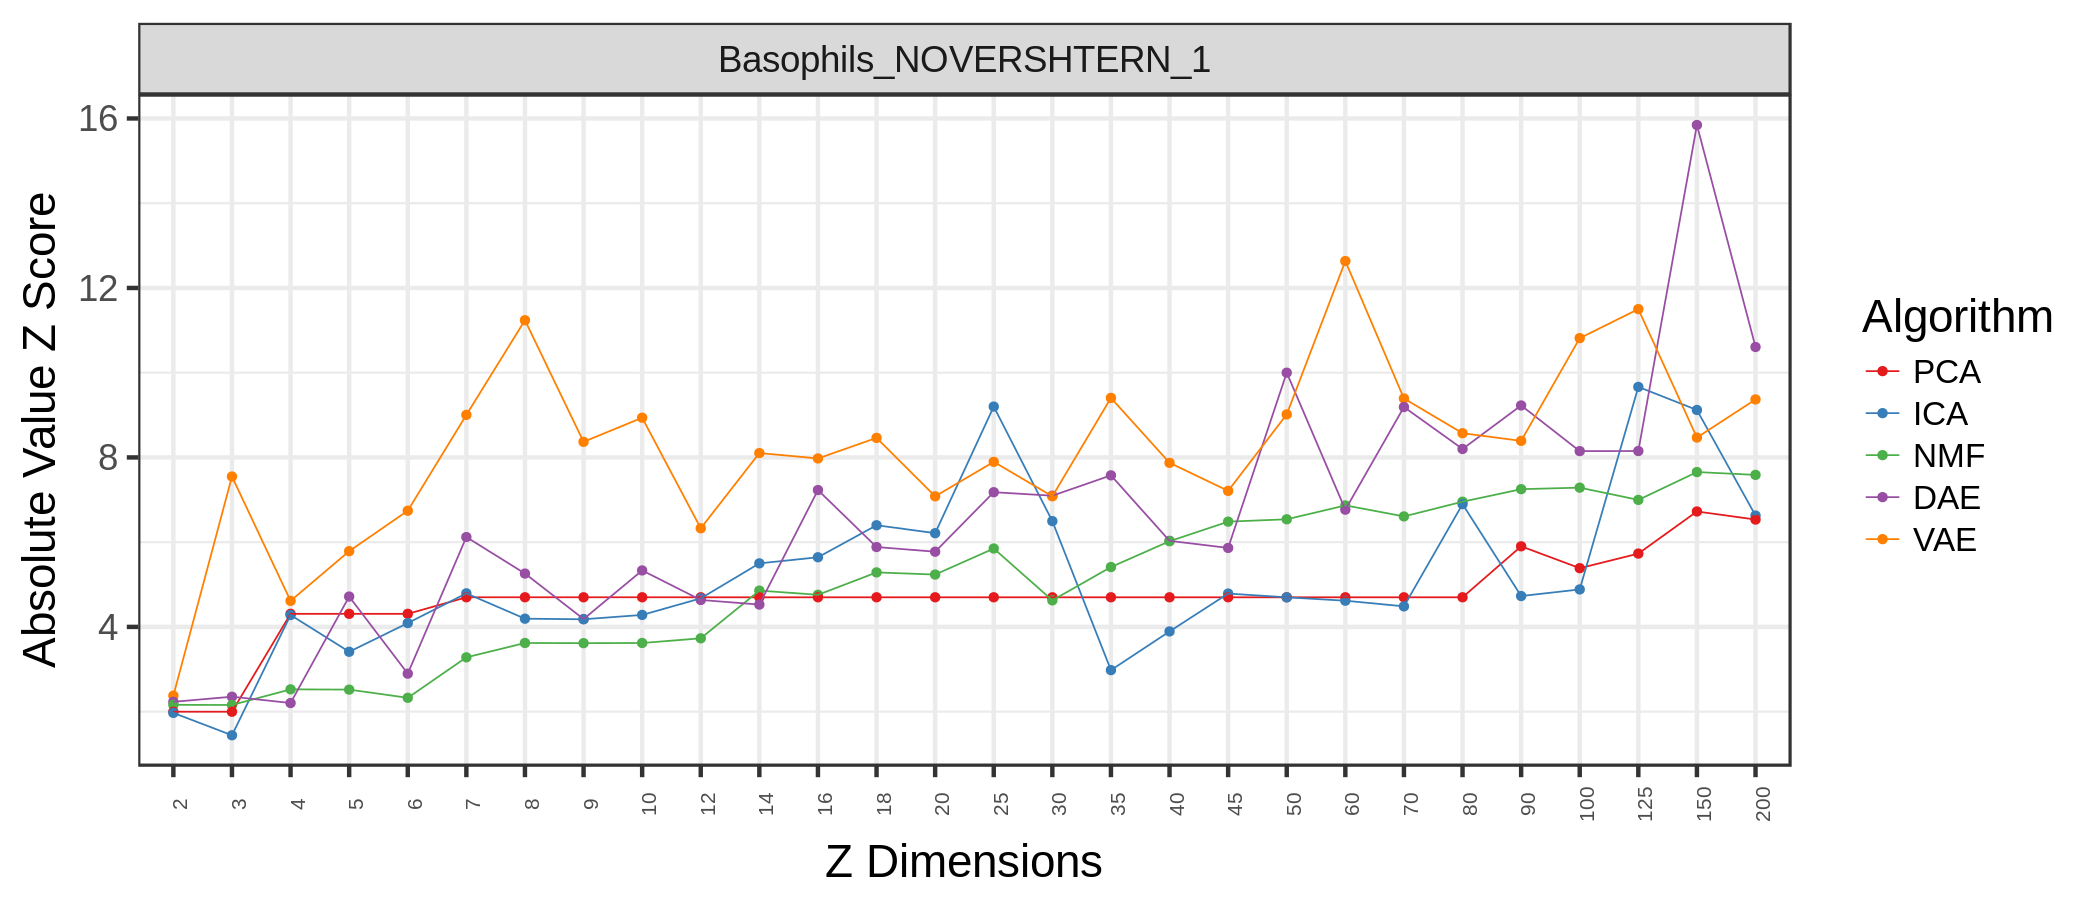 Basophils_NOVERSHTERN_1
Absolute Value Z Score
16
12
8
4
2 3 4 5 6 7 8 9 10 12 14 16 18 20 25 30 35 40 45 50 60 70 80 90 100 125 150 200
Z Dimensions
Algorithm
PCA
ICA
NMF
DAE
VAE